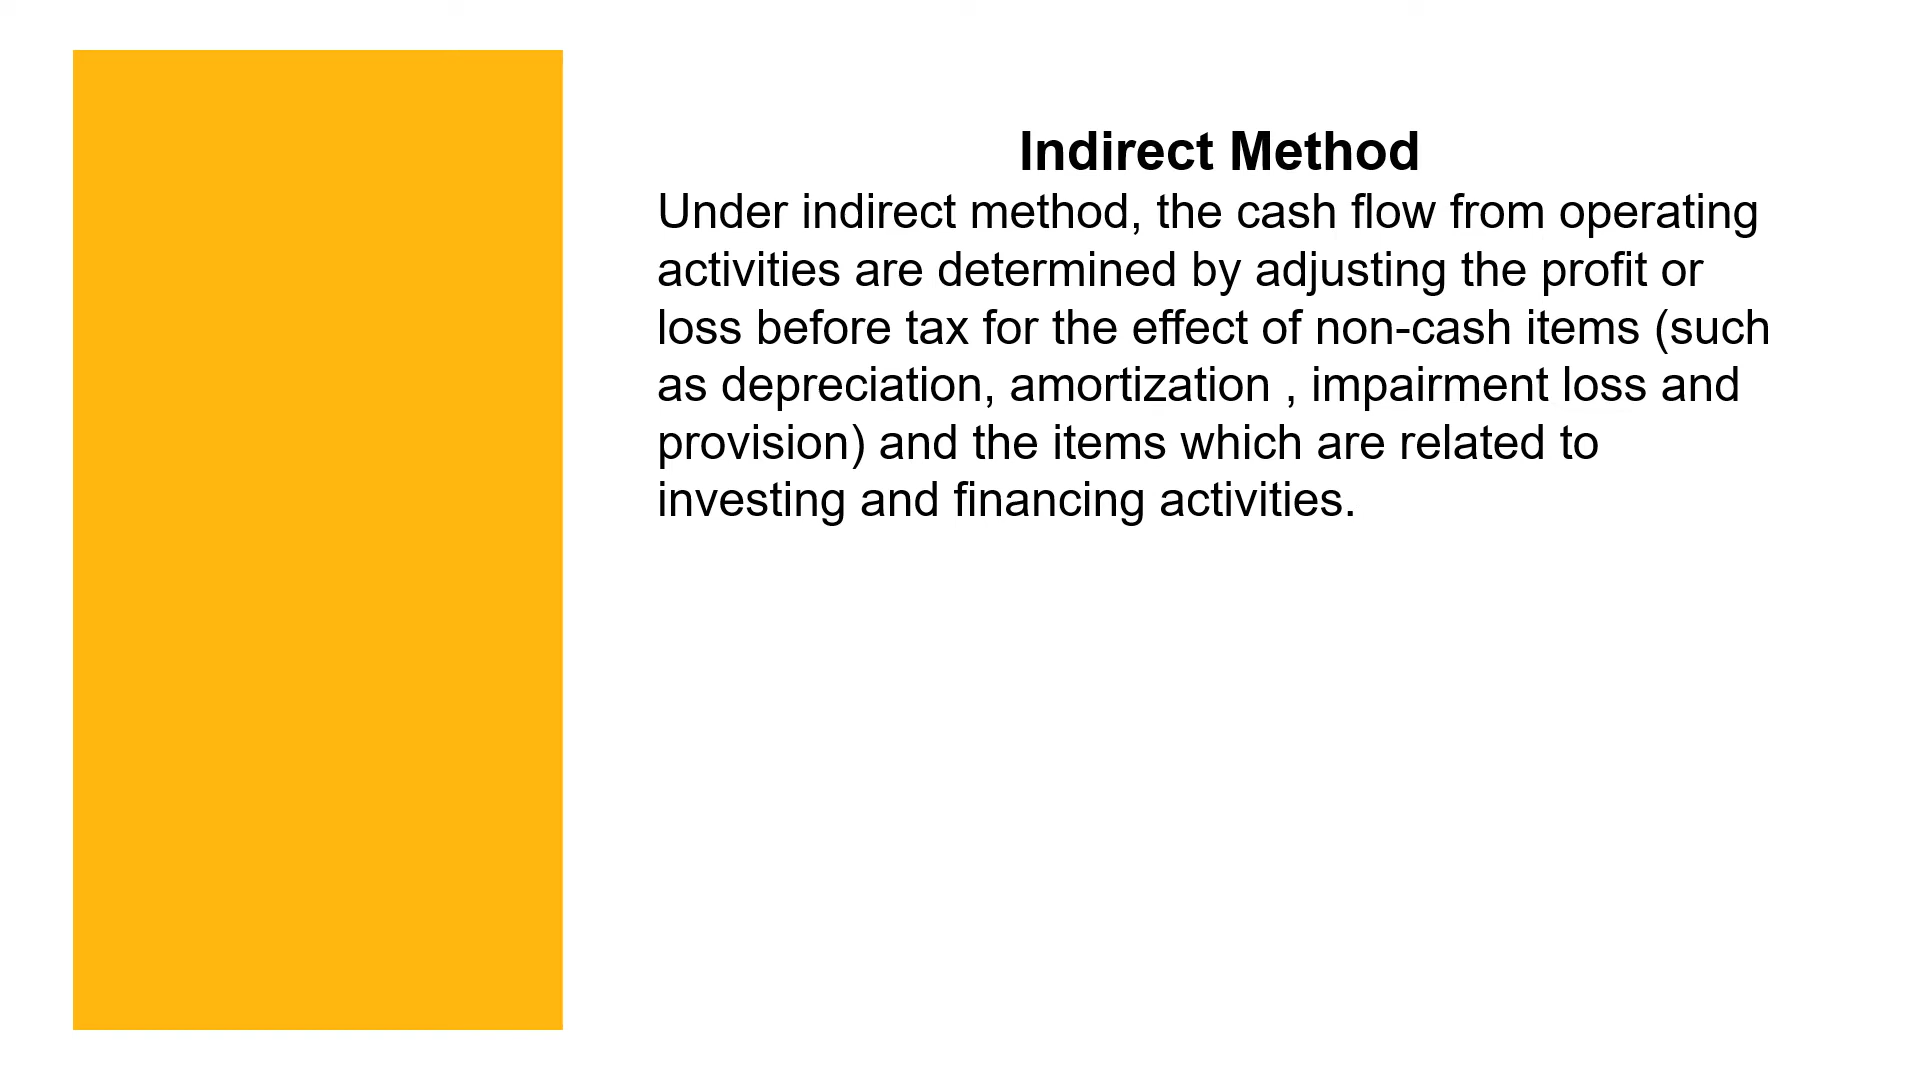 Indirect Method
Under indirect method, the cash flow from operating
activities are determined by adjusting the profit or
loss before tax for the effect of non-cash items (such
as depreciation, amortization , impairment loss and
provision) and the items which are related to
investing and financing activities.